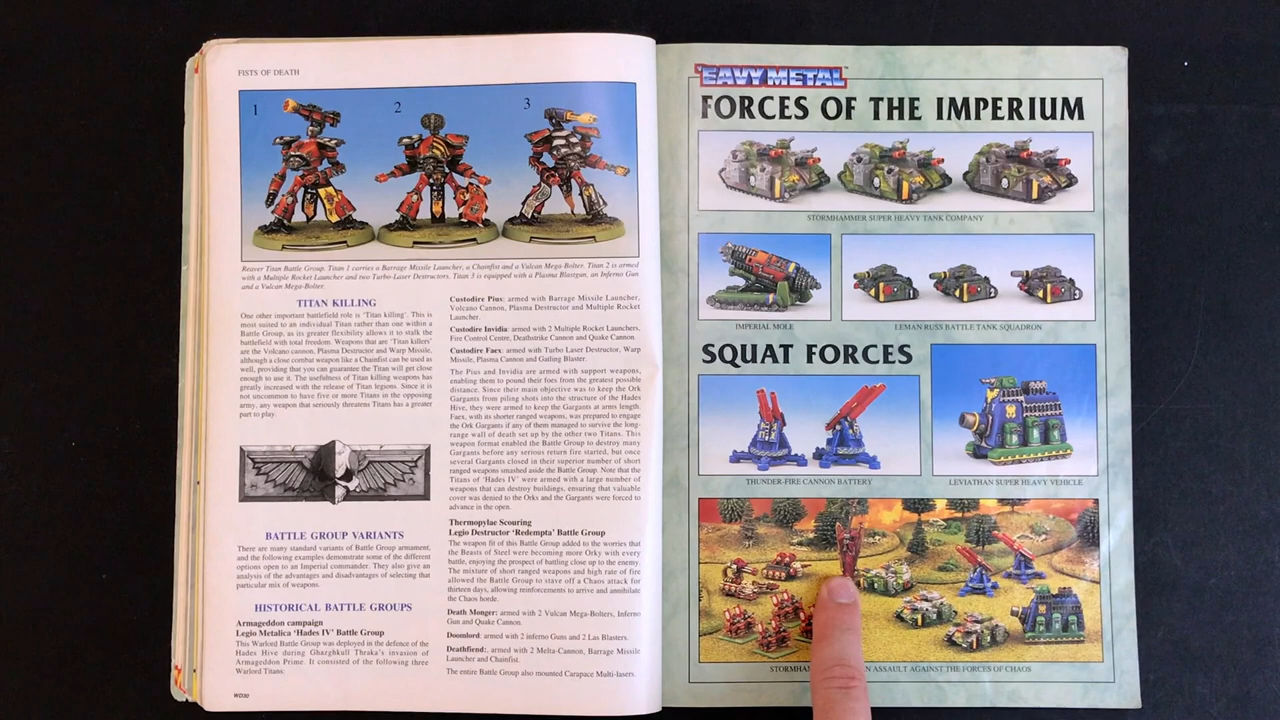 FISTS OF DEATH
1
2
3
Reaver Titan Battle Group. Titan 1 carries a Barrage Missile Launcher, a Chainfist and a Vulcan Mega-Bolter. Titan 2 is armed
with a Multiple Rocket Launcher and two Turbo-Laser Destructors. Titan 3 is equipped with a Plasma Blastgun, an Inferno Gun
and a Vulcan Mega-Bolter.
TITAN KILLING
One other important battlefield role is 'Titan killing'. This is
most suited to an individual Titan rather than one within a
Battle Group, as its greater flexibility allows it to stalk the
battlefield with total freedom. Weapons that are 'Titan killers'
are the Volcano cannon, Plasma Destructor and Warp Missile,
although a close combat weapon like a Chainfist can be used as
well, providing that you can guarantee the Titan will get close
enough to use it. The usefulness of Titan killing weapons has
greatly increased with the release of Titan legions. Since it is
not uncommon to have five or more Titans in the opposing
army, any weapon that seriously threatens Titans has a greater
part to play.
BATTLE GROUP VARIANTS
There are many standard variants of Battle Group armament,
and the following examples demonstrate some of the different
options open to an Imperial commander. They also give an
analysis of the advantages and disadvantages of selecting that
particular mix of weapons.
HISTORICAL BATTLE GROUPS
Armageddon campaign
Legio Metalica 'Hades IV' Battle Group
This Warlord Battle Group was deployed in the defence of the
Hades Hive during Ghazghkull Thraka's invasion of
Armageddon Prime. It consisted of the following three
Warlord Titans:
WD30
Custodire Pius: armed with Barrage Missile Launcher,
Volcano Cannon, Plasma Destructor and Multiple Rocket
Launcher.
Custodire Invidia: armed with 2 Multiple Rocket Launchers,
Fire Control Centre, Deathstrike Cannon and Quake Cannon.
Custodire Faex: armed with Turbo Laser Destructor, Warp
Missile, Plasma Cannon and Gatling Blaster.
The Pius and Invidia are armed with support weapons,
enabling them to pound their foes from the greatest possible
distance. Since their main objective was to keep the Ork
Gargants from piling shots into the structure of the Hades
Hive, they were armed to keep the Gargants at arms length.
Faex, with its shorter ranged weapons, was prepared to engage
the Ork Gargants if any of them managed to survive the long-
range wall of death set up by the other two Titans. This
weapon format enabled the Battle Group to destroy many
Gargants before any serious return fire started, but once
several Gargants closed in their superior number of short
ranged weapons smashed aside the Battle Group. Note that the
Titans of 'Hades IV' were armed with a large number of
weapons that can destroy buildings, ensuring that valuable
cover was denied to the Orks and the Gargants were forced to
advance in the open.
Thermopylae Scouring
Legio Destructor 'Redempta' Battle Group
The weapon fit of this Battle Group added to the worries that
the Beasts of Steel were becoming more Orky with every
battle, enjoying the prospect of battling close up to the enemy.
The mixture of short ranged weapons and high rate of fire
allowed the Battle Group to stave off a Chaos attack for
thirteen days, allowing reinforcements to arrive and annihilate
the Chaos horde.
Death Monger: armed with 2 Vulcan Mega-Bolters, Inferno
Gun and Quake Cannon.
Doomlord: armed with 2 inferno Guns and 2 Las Blasters.
Deathfiend:. armed with 2 Melta-Cannon, Barrage Missile
Launcher and Chainfist.
The entire Battle Group also mounted Carapace Multi-lasers.
'EAVY METAL™
FORCES OF THE IMPERIUM
STORMHAMMER SUPER HEAVY TANK COMPANY
IMPERIAL MOLE
LEMAN RUSS BATTLE TANK SQUADRON
SQUAT FORCES
THUNDER-FIRE CANNON BATTERY
LEVIATHAN SUPER HEAVY VEHICLE
AN ASSAULT AGAINST THE FORCES OF CHAOS